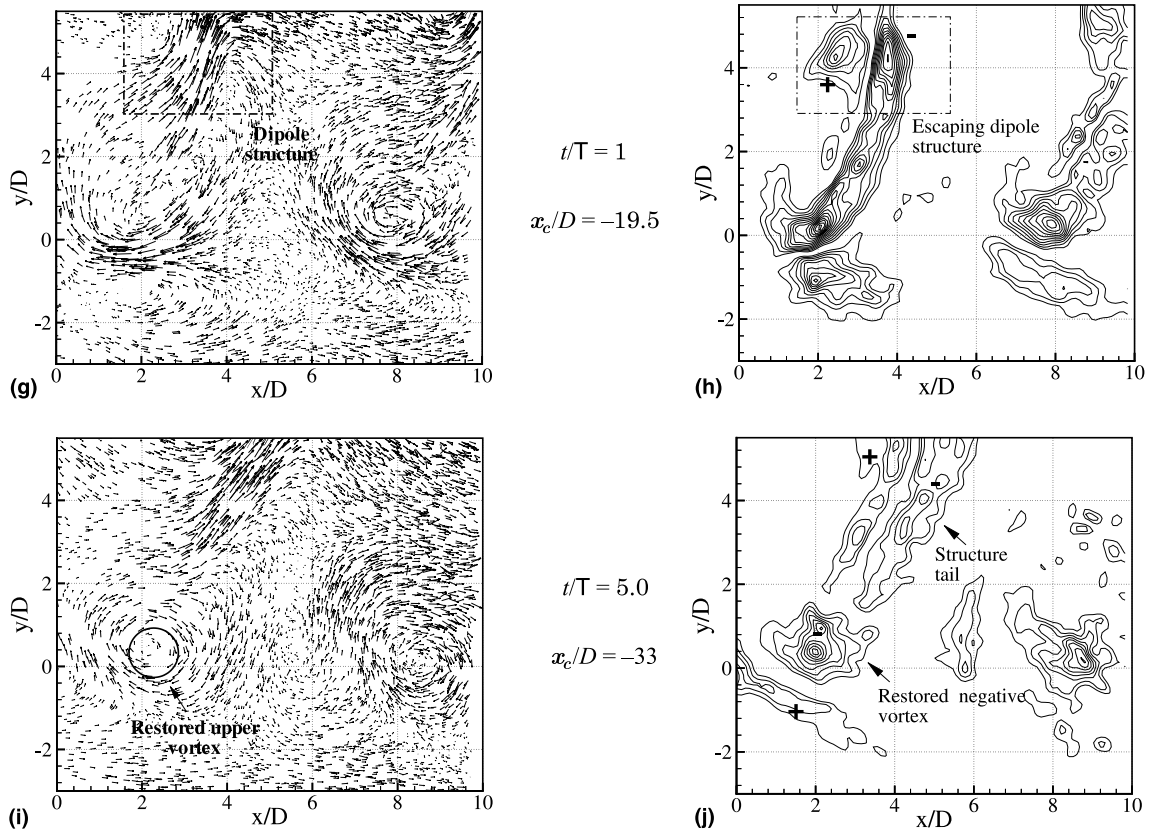 y/D
4
2
0
-2
0
2
4
6
8
10
x/D
Dipole
structure
(g)
t/T = 1
x_c/D = –19.5
y/D
4
2
0
-2
0
2
4
6
8
10
x/D
+
-
Escaping dipole
structure
(h)
y/D
4
2
0
-2
0
2
4
6
8
10
x/D
Restored upper
vortex
(i)
t/T = 5.0
x_c/D = –33
y/D
4
2
0
-2
0
2
4
6
8
10
x/D
+
-
Structure
tail
-
Restored negative
vortex
+
(j)